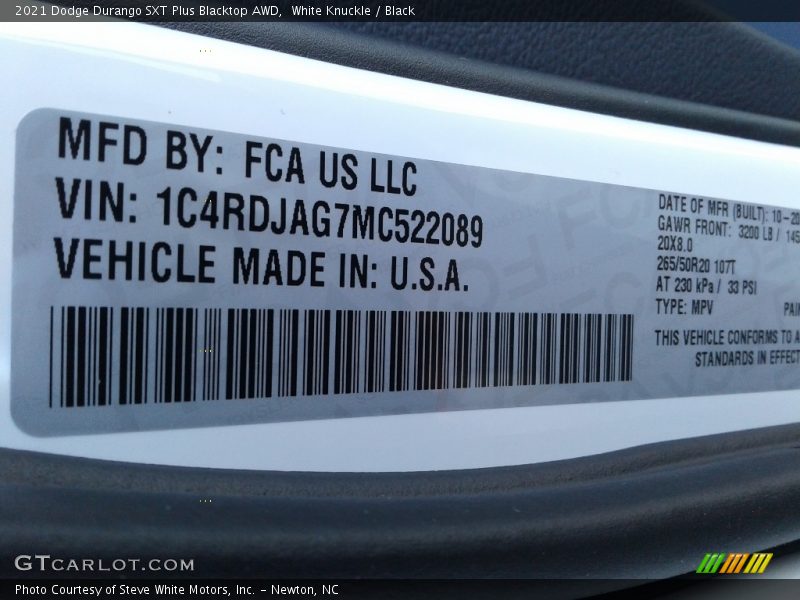 2021 Dodge Durango SXT Plus Blacktop AWD, White Knuckle / Black
MFD BY: FCA US LLC
VIN: 1C4RDJAG7MC522089
VEHICLE MADE IN: U.S.A.
DATE OF MFR (BUILT): 10-20
GAWR FRONT: 3200 LB / 145
20X8.0
265/50R20 107T
AT 230 kPa / 33 PSI
TYPE: MPV PAIN
THIS VEHICLE CONFORMS TO A
STANDARDS IN EFFECT
GTCARLOT.COM
Photo Courtesy of Steve White Motors, Inc. - Newton, NC